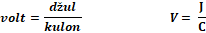 volt = džul / kulon    V = J / C